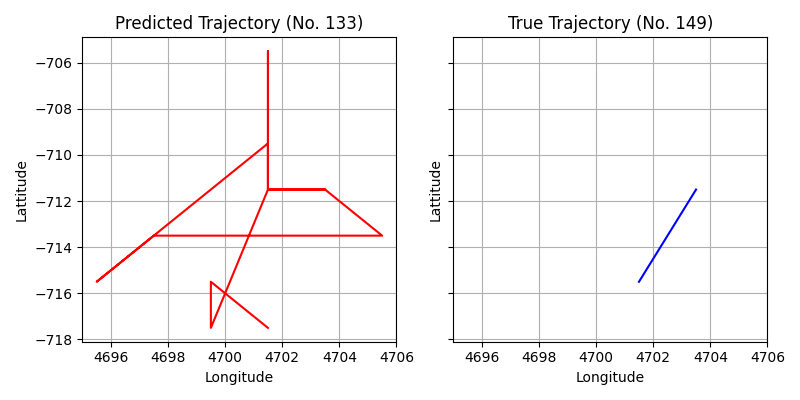 Predicted Trajectory (No. 133)
True Trajectory (No. 149)
−706
−708
−710
−712
−714
−716
−718
Lattitude
Lattitude
4696 4698 4700 4702 4704 4706
4696 4698 4700 4702 4704 4706
Longitude
Longitude